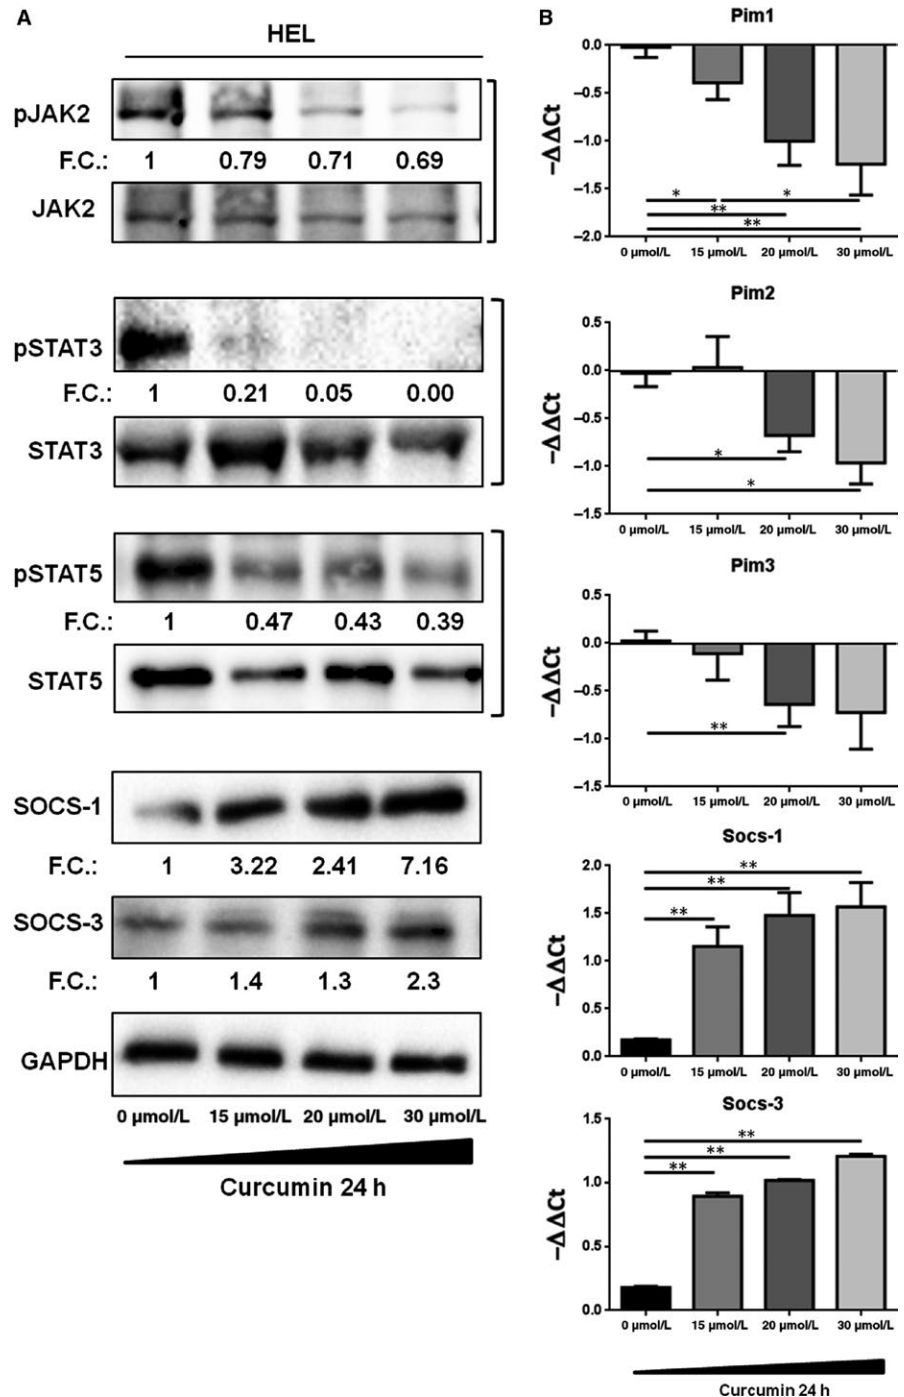 A
HEL
pJAK2
F.C.: 1 0.79 0.71 0.69
JAK2
pSTAT3
F.C.: 1 0.21 0.05 0.00
STAT3
pSTAT5
F.C.: 1 0.47 0.43 0.39
STAT5
SOCS-1
F.C.: 1 3.22 2.41 7.16
SOCS-3
F.C.: 1 1.4 1.3 2.3
GAPDH
0 µmol/L 15 µmol/L 20 µmol/L 30 µmol/L
Curcumin 24 h
B
Pim1
−ΔΔCt
0.0
−0.5
−1.0
−1.5
−2.0
* *
**
**
0 µmol/L 15 µmol/L 20 µmol/L 30 µmol/L
Pim2
−ΔΔCt
0.5
0.0
−0.5
−1.0
−1.5
*
*
0 µmol/L 15 µmol/L 20 µmol/L 30 µmol/L
Pim3
−ΔΔCt
0.5
0.0
−0.5
−1.0
−1.5
**
0 µmol/L 15 µmol/L 20 µmol/L 30 µmol/L
Socs-1
−ΔΔCt
2.0
1.5
1.0
0.5
0.0
**
**
**
0 µmol/L 15 µmol/L 20 µmol/L 30 µmol/L
Socs-3
−ΔΔCt
1.5
1.0
0.5
0.0
**
**
**
0 µmol/L 15 µmol/L 20 µmol/L 30 µmol/L
Curcumin 24 h